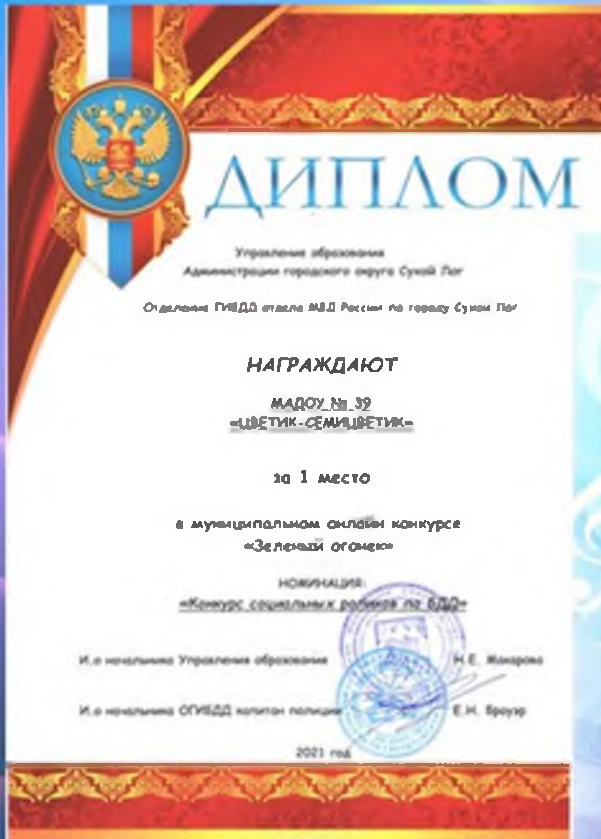 ДИПЛОМ
Управление образования
Администрации городского округа Сухой Лог
Отделение ГИБДД отдела МВД России по городу Сухой Лог
НАГРАЖДАЮТ
МАДОУ № 39
«ЦВЕТИК-СЕМИЦВЕТИК»
за 1 место
в муниципальном онлайн конкурсе
«Зеленый огонек»
НОМИНАЦИЯ:
«Конкурс социальных роликов по БДД»
И.о начальника Управления образования Н.Е. Макарова
И.о начальника ОГИБДД капитан полиции Е.Н. Брауэр
2021 год